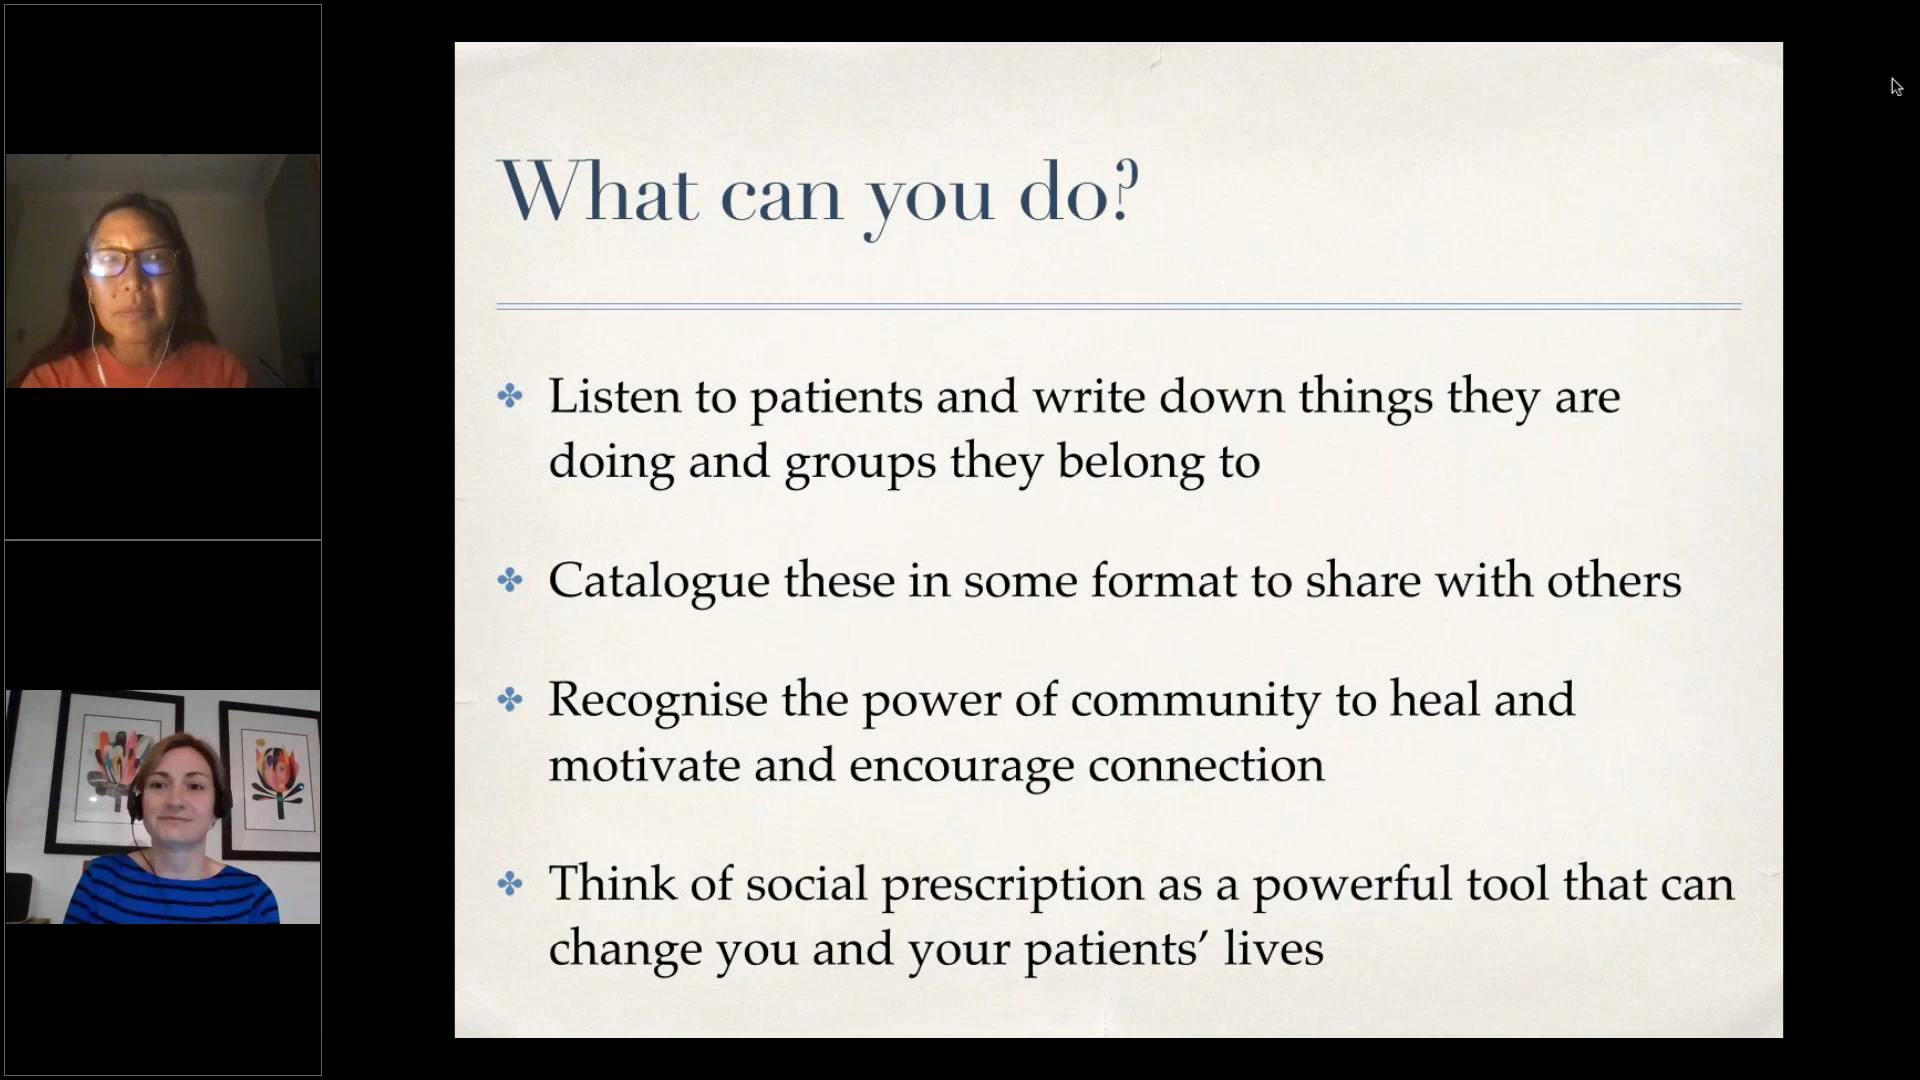 What can you do?
Listen to patients and write down things they are
doing and groups they belong to
Catalogue these in some format to share with others
Recognise the power of community to heal and
motivate and encourage connection
Think of social prescription as a powerful tool that can
change you and your patients’ lives